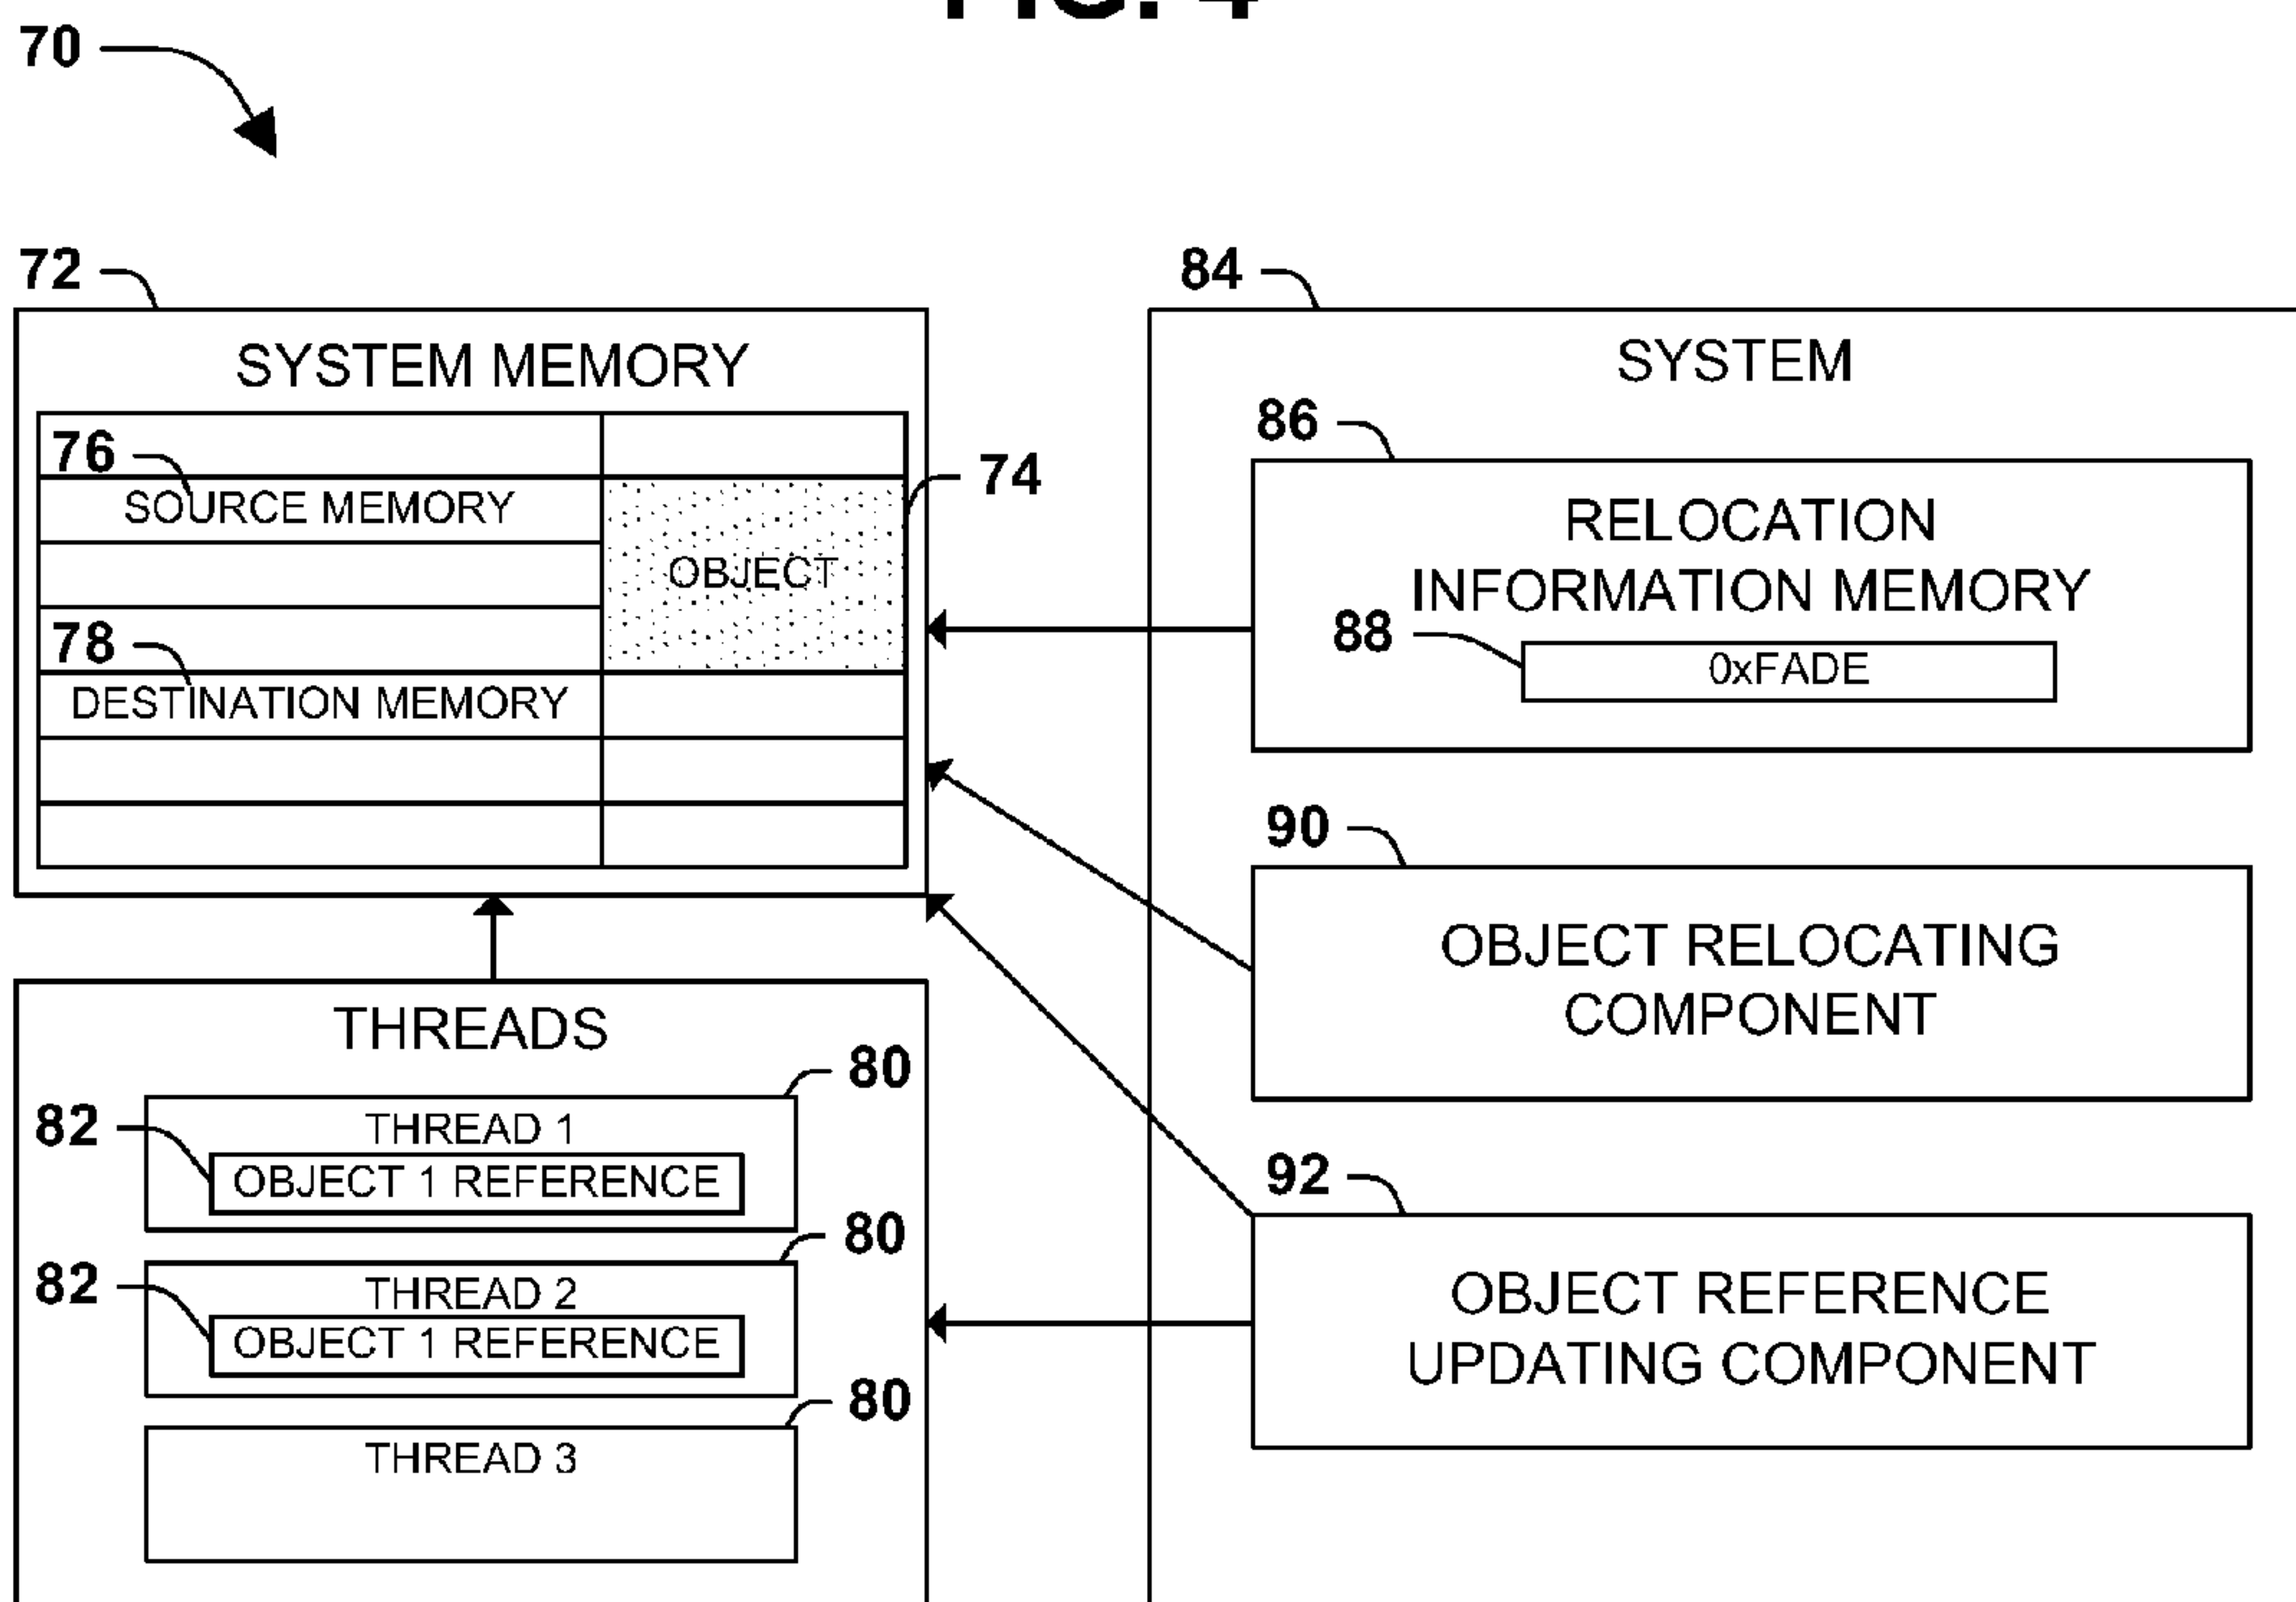 FIG. 4
70
72
SYSTEM MEMORY
76
SOURCE MEMORY
74
OBJECT
78
DESTINATION MEMORY
THREADS
80
82
THREAD 1
OBJECT 1 REFERENCE
80
82
THREAD 2
OBJECT 1 REFERENCE
80
THREAD 3
84
SYSTEM
86
RELOCATION
INFORMATION MEMORY
88
0xFADE
90
OBJECT RELOCATING
COMPONENT
92
OBJECT REFERENCE
UPDATING COMPONENT